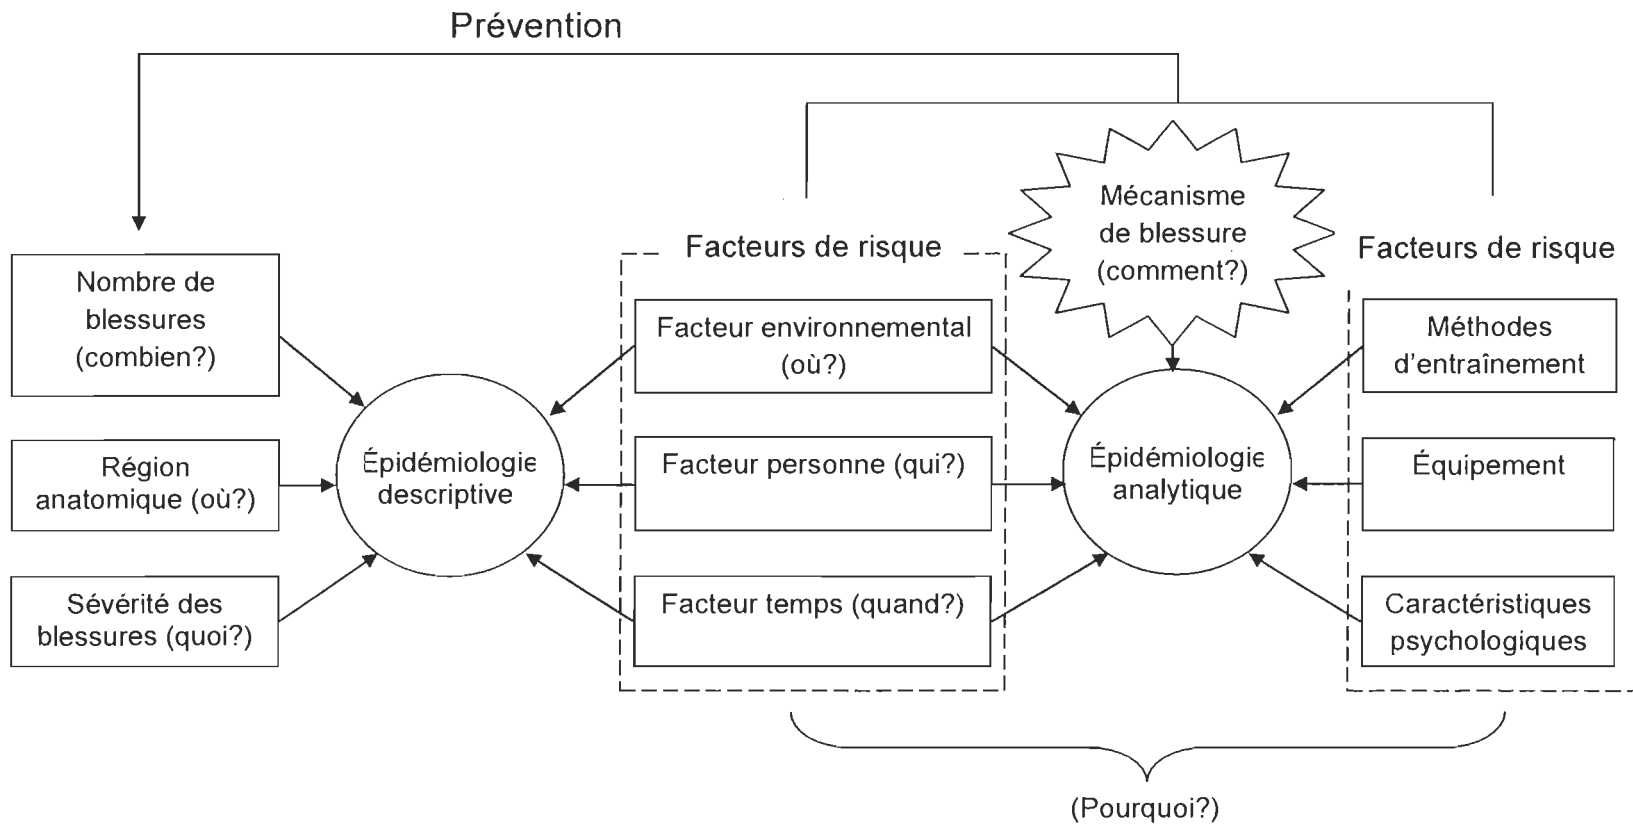 Prévention
Mécanisme
de blessure
(comment?)
Facteurs de risque
Facteurs de risque
Nombre de
blessures
(combien?)
Région
anatomique (où?)
Sévérité des
blessures (quoi?)
Épidémiologie
descriptive
Facteur environnemental
(où?)
Facteur personne (qui?)
Facteur temps (quand?)
Épidémiologie
analytique
Méthodes
d'entraînement
Équipement
Caractéristiques
psychologiques
(Pourquoi?)